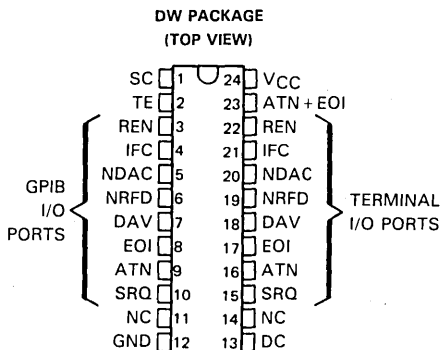 DW PACKAGE
(TOP VIEW)
SC 1 24 VCC
TE 2 23 ATN + EOI
REN 3 22 REN
IFC 4 21 IFC
NDAC 5 20 NDAC
GPIB I/O PORTS
NRFD 6 19 NRFD
TERMINAL I/O PORTS
DAV 7 18 DAV
EOI 8 17 EOI
ATN 9 16 ATN
SRQ 10 15 SRQ
NC 11 14 NC
GND 12 13 DC